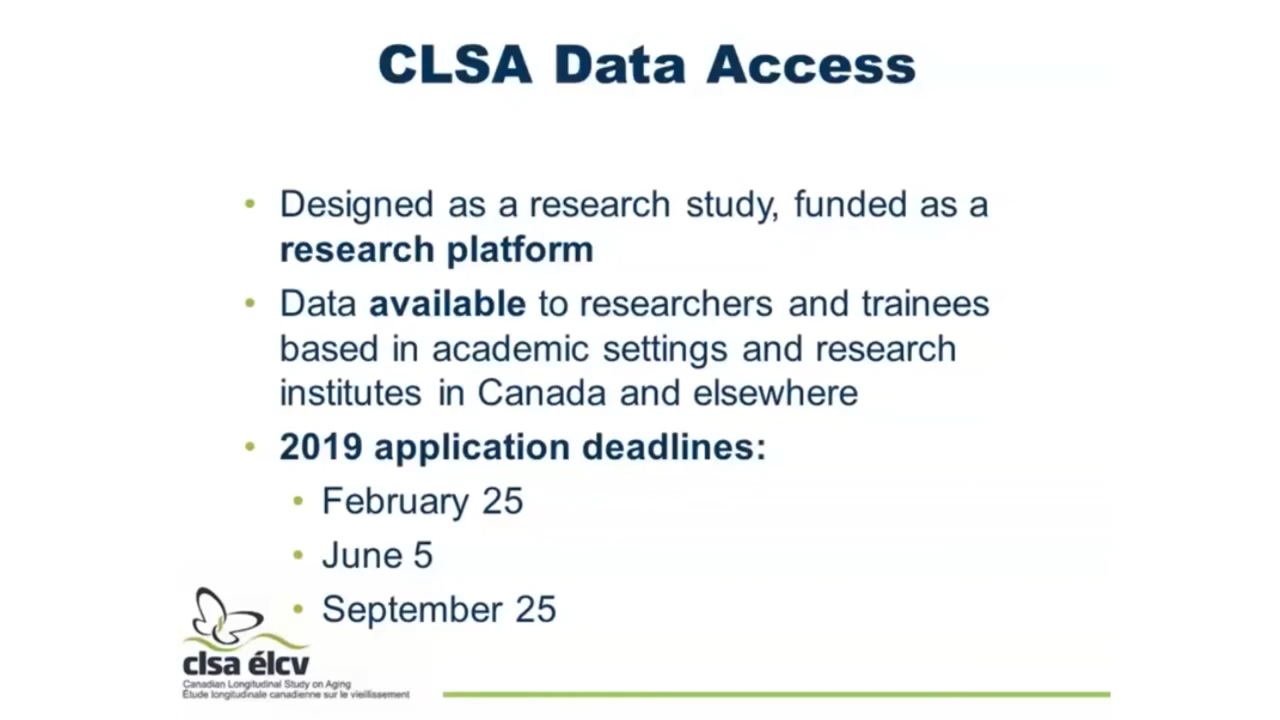 CLSA Data Access
• Designed as a research study, funded as a
research platform
• Data available to researchers and trainees
based in academic settings and research
institutes in Canada and elsewhere
• 2019 application deadlines:
• February 25
• June 5
• September 25
clsa élcv
Canadian Longitudinal Study on Aging
Étude longitudinale canadienne sur le vieillissement